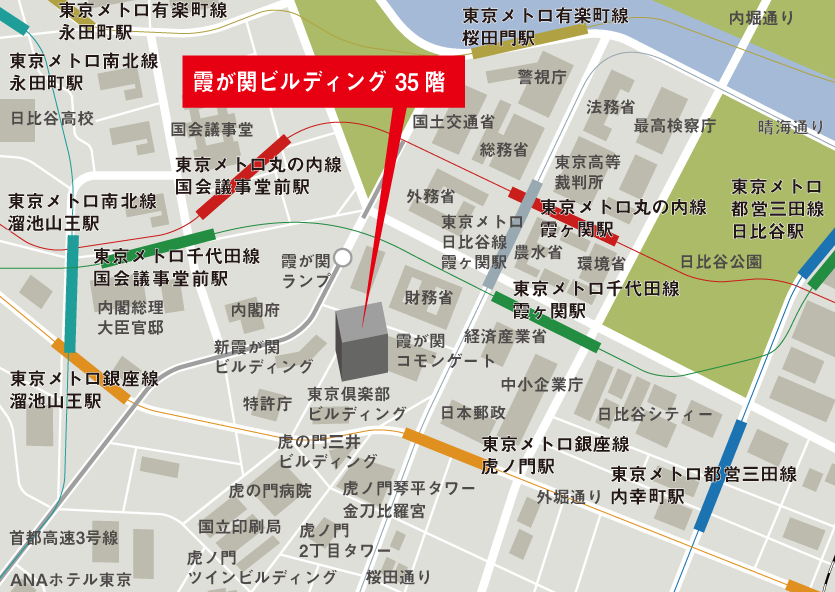 東京メトロ有楽町線
永田町駅
東京メトロ有楽町線
桜田門駅
内堀通り
東京メトロ南北線
永田町駅
霞が関ビルディング 35 階
警視庁
日比谷高校
国会議事堂
国土交通省
法務省
最高検察庁
晴海通り
総務省
東京メトロ丸の内線
国会議事堂前駅
東京高等
裁判所
東京メトロ
都営三田線
日比谷駅
東京メトロ南北線
溜池山王駅
外務省
東京メトロ丸の内線
霞ヶ関駅
東京メトロ
日比谷線
霞ヶ関駅
農水省
環境省
日比谷公園
東京メトロ千代田線
国会議事堂前駅
霞が関
ランプ
東京メトロ千代田線
霞ヶ関駅
財務省
内閣総理
大臣官邸
内閣府
経済産業省
新霞が関
ビルディング
霞が関
コモンゲート
東京メトロ銀座線
溜池山王駅
中小企業庁
特許庁
東京倶楽部
ビルディング
日本郵政
日比谷シティー
虎の門三井
ビルディング
東京メトロ銀座線
虎ノ門駅
東京メトロ都営三田線
内幸町駅
虎の門病院
虎ノ門琴平タワー
金刀比羅宮
外堀通り
国立印刷局
虎ノ門
2丁目タワー
首都高速3号線
虎ノ門
ツインビルディング
桜田通り
ANAホテル東京